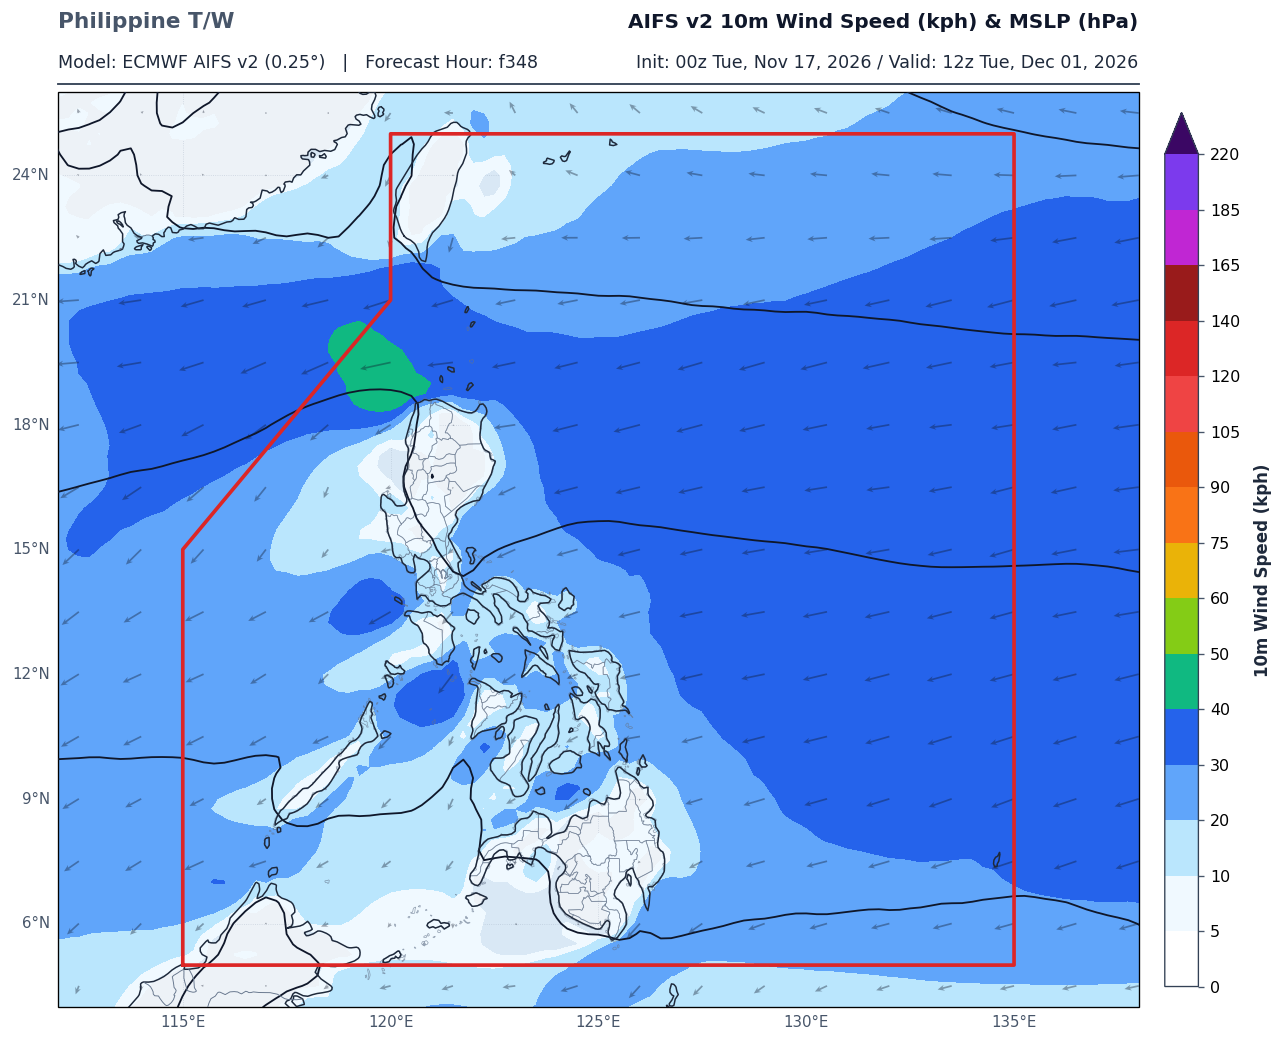 Philippine T/W
AIFS v2 10m Wind Speed (kph) & MSLP (hPa)
Model: ECMWF AIFS v2 (0.25°)   |   Forecast Hour: f348
Init: 00z Tue, Nov 17, 2026 / Valid: 12z Tue, Dec 01, 2026
24°N
21°N
18°N
15°N
12°N
9°N
6°N
115°E
120°E
125°E
130°E
135°E
220
185
165
140
120
105
90
75
60
50
40
30
20
10
5
0
10m Wind Speed (kph)